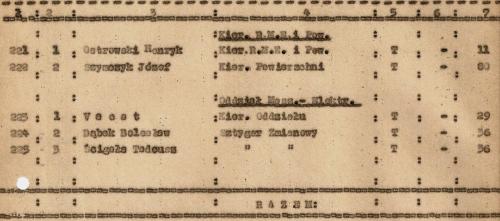 1 : 2 : 3 : 4 : 5 : 6 : 7
Kier. R.M.E. i Pow.
221 : 1 : Ostrowski Henryk : Kier.R.M.E. i Pow. : T : - : 11
222 : 2 : Szymczyk Józef : Kier. Powierzchni : T : - : 80
Oddział Masz.- Elektr.
223 : 1 : V a c a t : Kier. Oddziału : T : - : 29
224 : 2 : Dąbek Bolesław : Sztygar Zmianowy : T : - : 36
225 : 3 : Ścigała Tadeusz : " " : T : - : 36
R A Z E M: